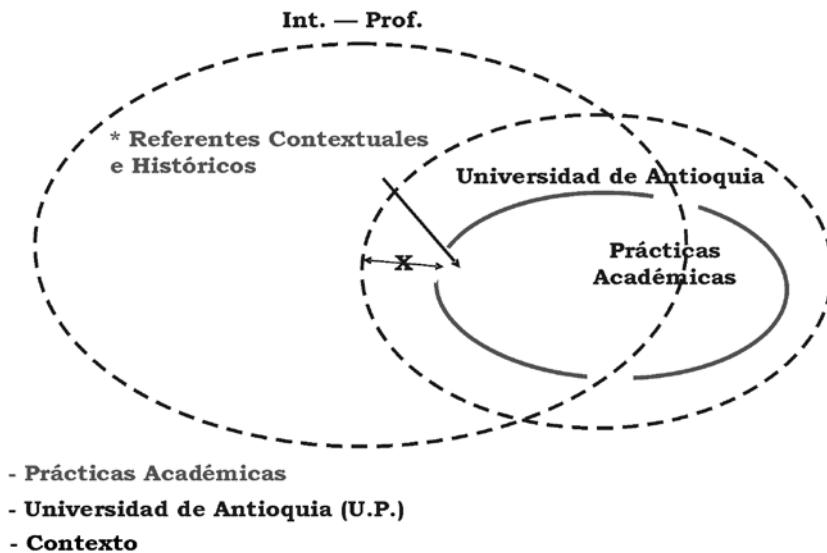 Int. — Prof.
* Referentes Contextuales
e Históricos
Universidad de Antioquia
Prácticas
Académicas
X
- Prácticas Académicas
- Universidad de Antioquia (U.P.)
- Contexto